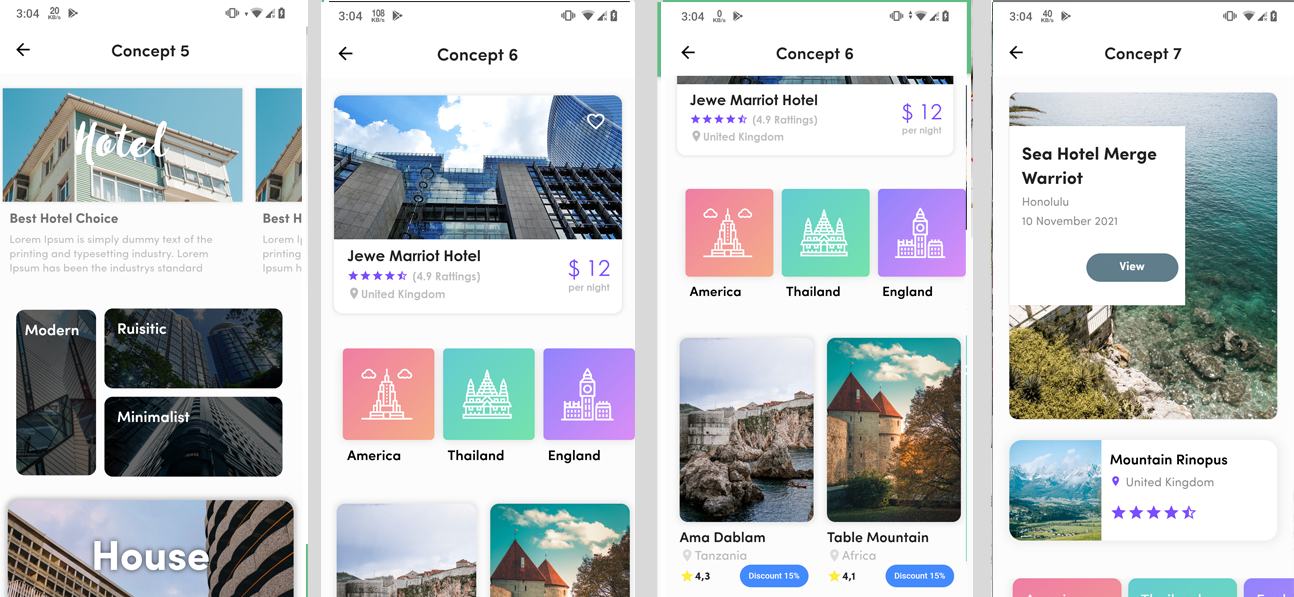 3:04 20 KB/s
Concept 5
Hotel
Best Hotel Choice
Lorem Ipsum is simply dummy text of the
printing and typesetting industry. Lorem
Ipsum has been the industrys standard
Best H
Lorem
printing
Ipsum h
Modern
Ruisitic
Minimalist
House
3:04 108 KB/s
Concept 6
Jewe Marriot Hotel
(4.9 Rattings)
United Kingdom
$ 12
per night
America
Thailand
England
3:04 0 KB/s
Concept 6
Jewe Marriot Hotel
(4.9 Rattings)
United Kingdom
$ 12
per night
America
Thailand
England
Ama Dablam
Tanzania
4,3
Discount 15%
Table Mountain
Africa
4,1
Discount 15%
3:04 40 KB/s
Concept 7
Sea Hotel Merge
Warriot
Honolulu
10 November 2021
View
Mountain Rinopus
United Kingdom